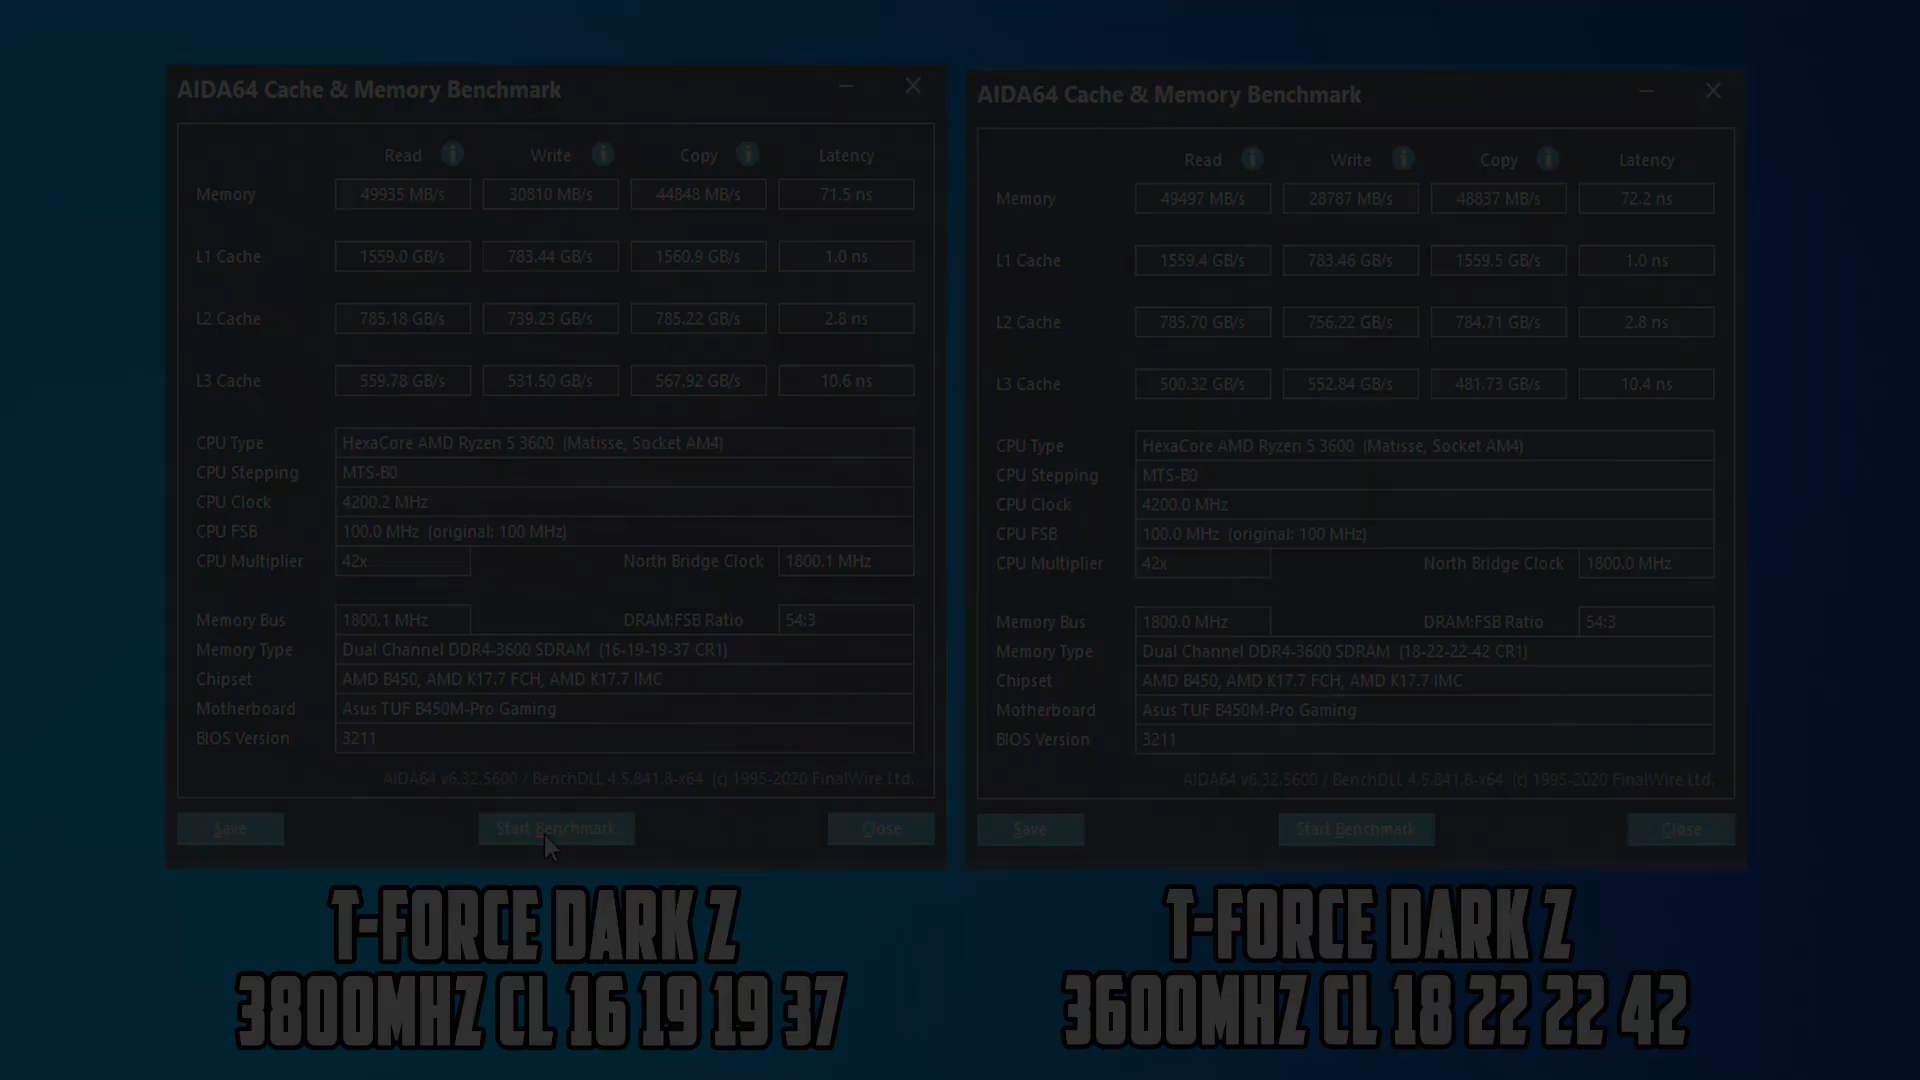 AIDA64 Cache & Memory Benchmark
Read Write Copy Latency
Memory 49935 MB/s 30810 MB/s 44848 MB/s 71.5 ns
L1 Cache 1559.0 GB/s 783.44 GB/s 1560.9 GB/s 1.0 ns
L2 Cache 785.18 GB/s 739.23 GB/s 785.22 GB/s 2.8 ns
L3 Cache 559.78 GB/s 531.50 GB/s 567.92 GB/s 10.6 ns
CPU Type HexaCore AMD Ryzen 5 3600 (Matisse, Socket AM4)
CPU Stepping MTS-B0
CPU Clock 4200.2 MHz
CPU FSB 100.0 MHz (original: 100 MHz)
CPU Multiplier 42x North Bridge Clock 1800.1 MHz
Memory Bus 1800.1 MHz DRAM:FSB Ratio 54:3
Memory Type Dual Channel DDR4-3600 SDRAM (16-19-19-37 CR1)
Chipset AMD B450, AMD K17.7 FCH, AMD K17.7 IMC
Motherboard Asus TUF B450M-Pro Gaming
BIOS Version 3211
AIDA64 v6.32.5600 / BenchDLL 4.5.841.8-x64 (c) 1995-2020 FinalWire Ltd.
Save Start Benchmark Close
T-FORCE DARK Z
3800MHZ CL 16 19 19 37
AIDA64 Cache & Memory Benchmark
Read Write Copy Latency
Memory 49497 MB/s 28787 MB/s 48837 MB/s 72.2 ns
L1 Cache 1559.4 GB/s 783.46 GB/s 1559.5 GB/s 1.0 ns
L2 Cache 785.70 GB/s 756.22 GB/s 784.71 GB/s 2.8 ns
L3 Cache 500.32 GB/s 552.84 GB/s 481.73 GB/s 10.4 ns
CPU Type HexaCore AMD Ryzen 5 3600 (Matisse, Socket AM4)
CPU Stepping MTS-B0
CPU Clock 4200.0 MHz
CPU FSB 100.0 MHz (original: 100 MHz)
CPU Multiplier 42x North Bridge Clock 1800.0 MHz
Memory Bus 1800.0 MHz DRAM:FSB Ratio 54:3
Memory Type Dual Channel DDR4-3600 SDRAM (18-22-22-42 CR1)
Chipset AMD B450, AMD K17.7 FCH, AMD K17.7 IMC
Motherboard Asus TUF B450M-Pro Gaming
BIOS Version 3211
AIDA64 v6.32.5600 / BenchDLL 4.5.841.8-x64 (c) 1995-2020 FinalWire Ltd.
Save Start Benchmark Close
T-FORCE DARK Z
3600MHZ CL 18 22 22 42